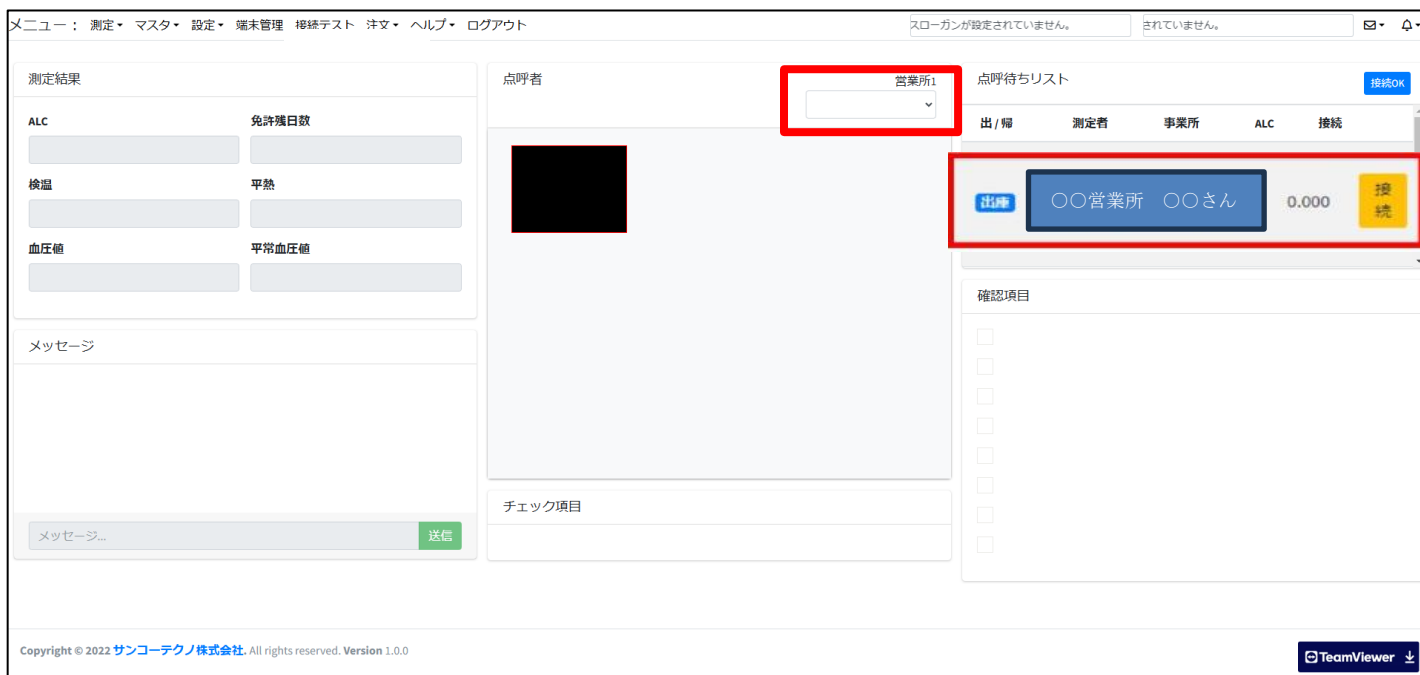 メニュー： 測定 マスタ 設定 端末管理 接続テスト 注文 ヘルプ ログアウト
スローガンが設定されていません。
されていません。
測定結果
ALC 免許残日数
検温 平熱
血圧値 平常血圧値
メッセージ
メッセージ...
送信
点呼者
営業所1
チェック項目
点呼待ちリスト
接続OK
出 / 帰 測定者 事業所 ALC 接続
出庫 〇〇営業所 〇〇さん 0.000 接続
確認項目
Copyright © 2022 サンコーテクノ株式会社. All rights reserved. Version 1.0.0
TeamViewer